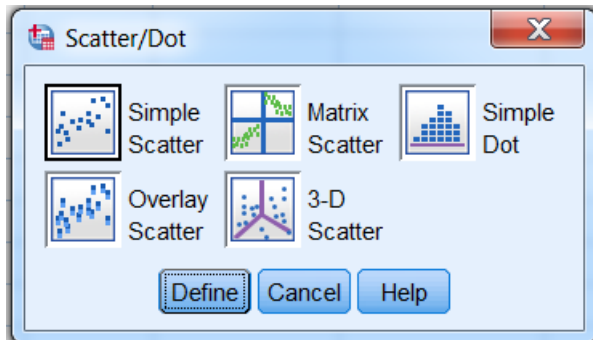 Scatter/Dot
Simple
Scatter
Matrix
Scatter
Simple
Dot
Overlay
Scatter
3-D
Scatter
Define
Cancel
Help